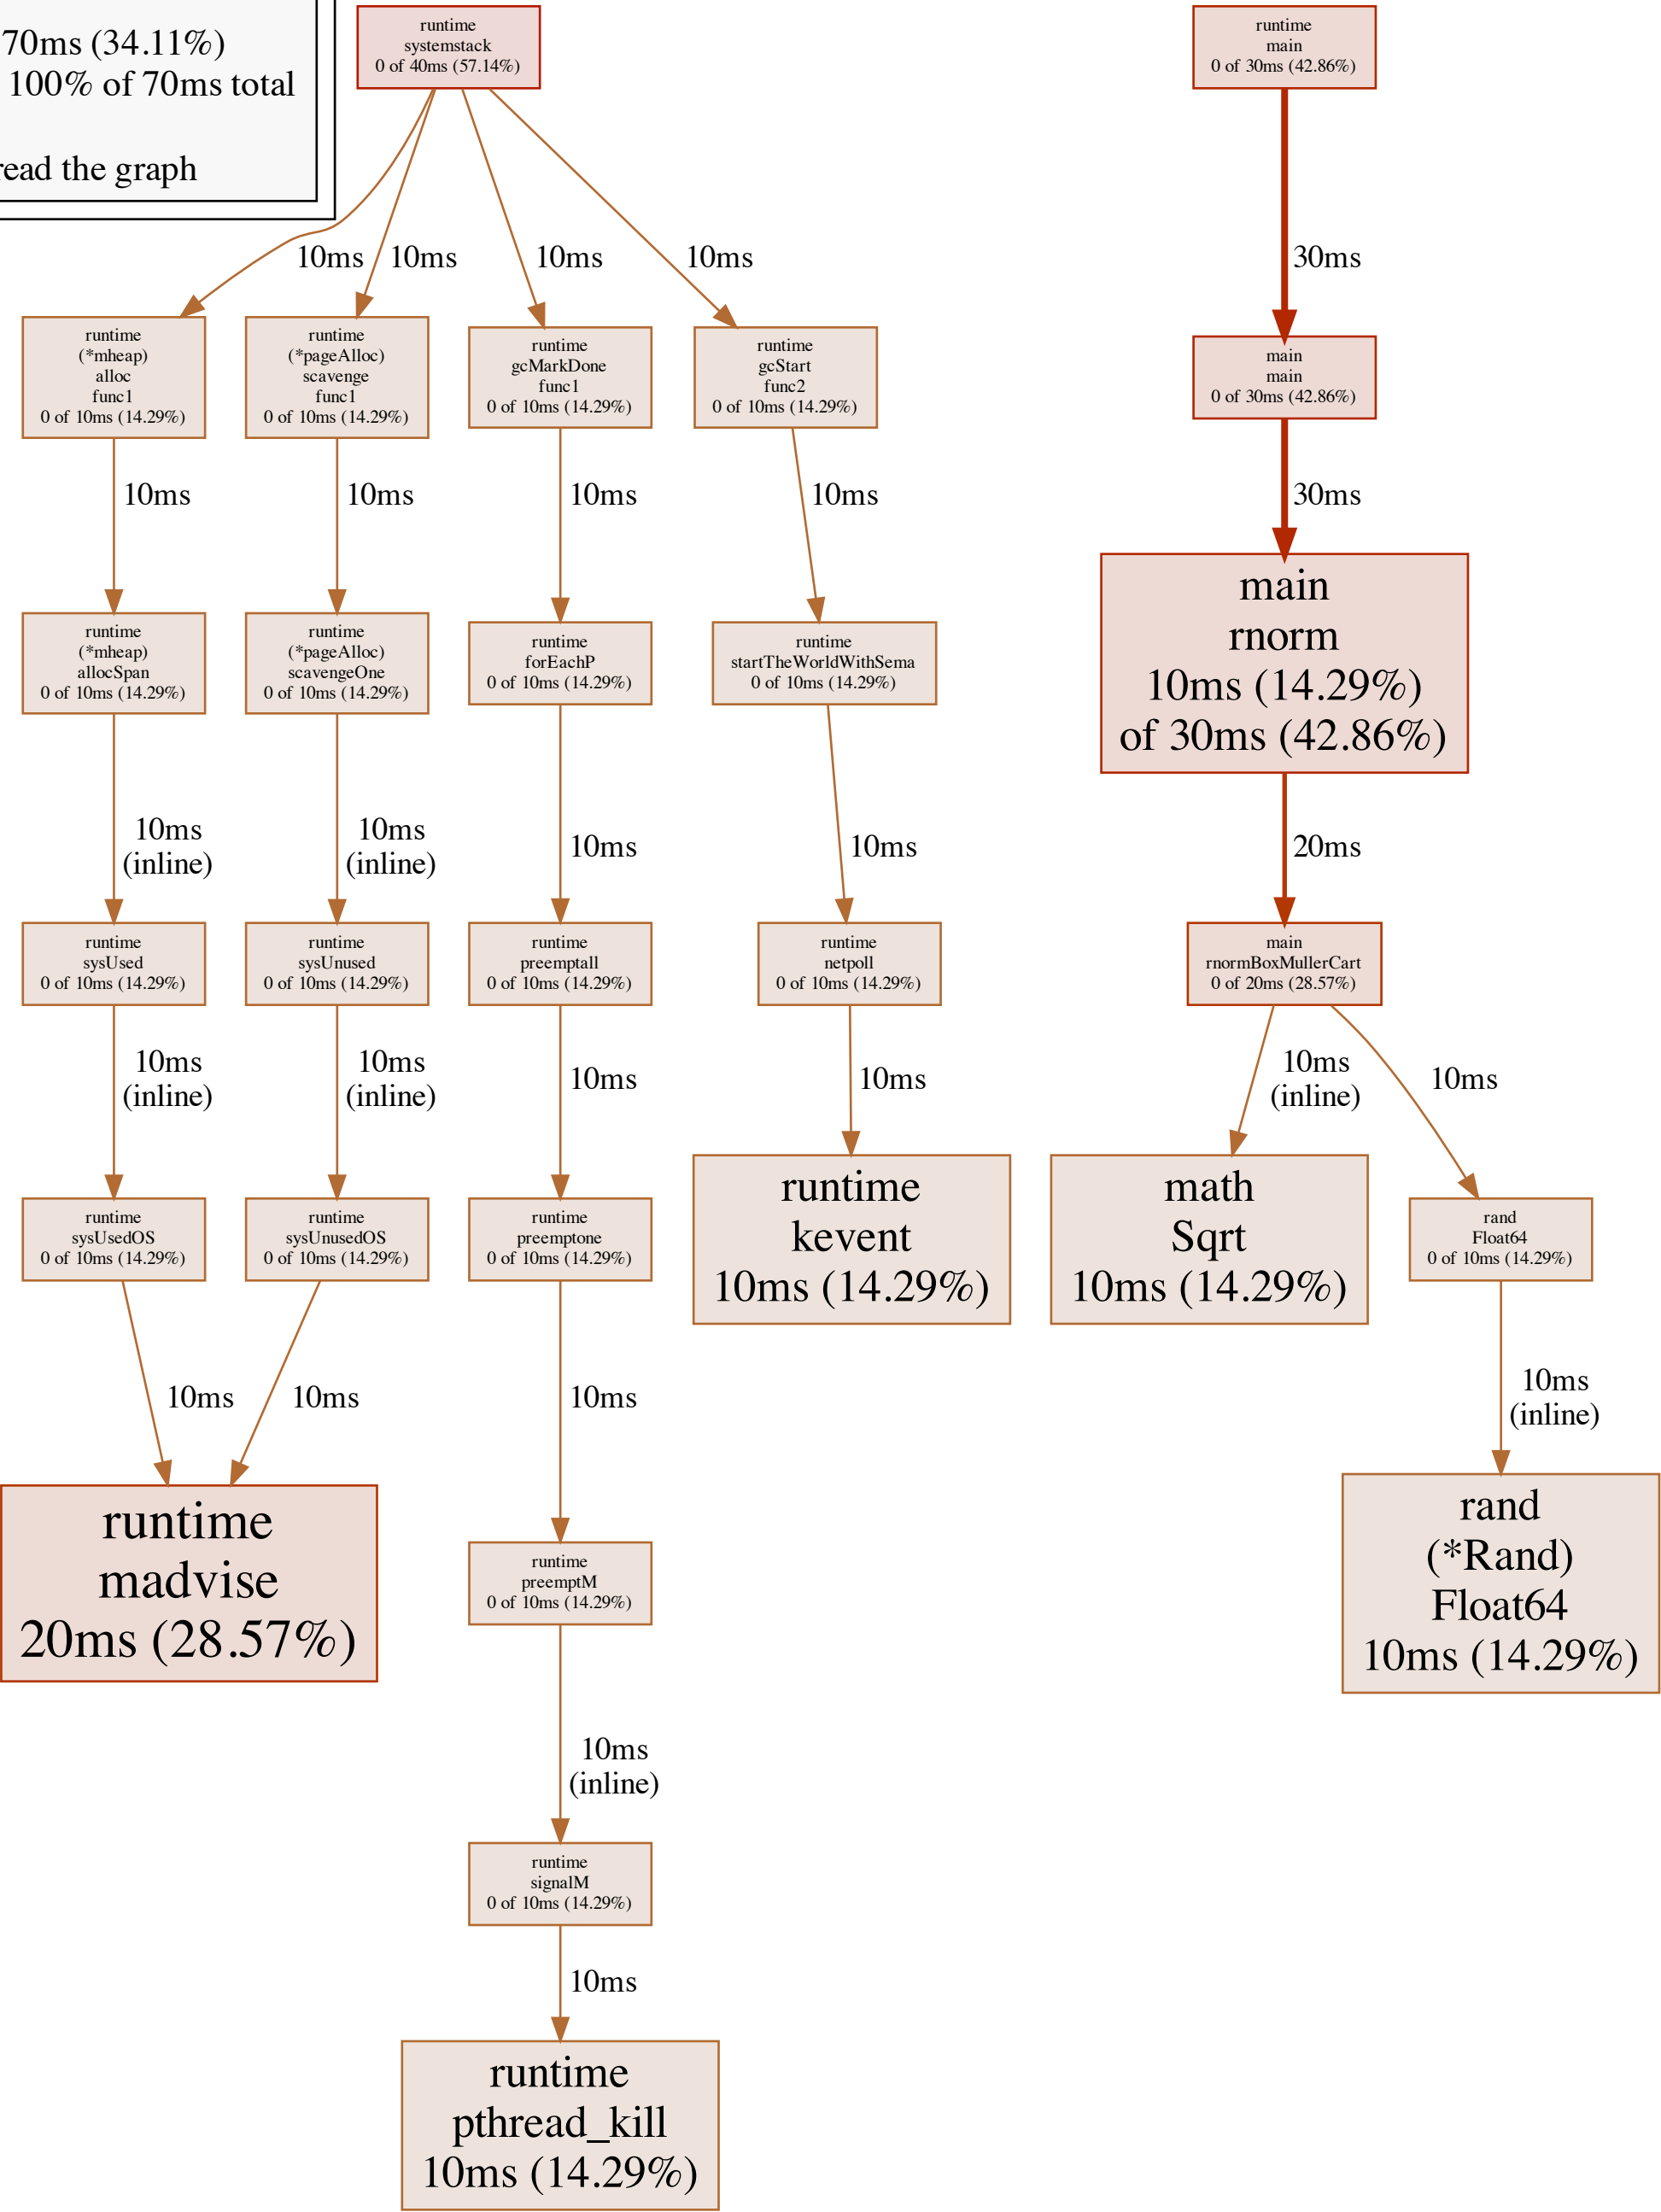 70ms (34.11%)
100% of 70ms total
read the graph
runtime
systemstack
0 of 40ms (57.14%)
runtime
main
0 of 30ms (42.86%)
10ms
10ms
10ms
10ms
30ms
runtime
(*mheap)
alloc
func1
0 of 10ms (14.29%)
runtime
(*pageAlloc)
scavenge
func1
0 of 10ms (14.29%)
runtime
gcMarkDone
func1
0 of 10ms (14.29%)
runtime
gcStart
func2
0 of 10ms (14.29%)
main
main
0 of 30ms (42.86%)
10ms
10ms
10ms
10ms
30ms
runtime
(*mheap)
allocSpan
0 of 10ms (14.29%)
runtime
(*pageAlloc)
scavengeOne
0 of 10ms (14.29%)
runtime
forEachP
0 of 10ms (14.29%)
runtime
startTheWorldWithSema
0 of 10ms (14.29%)
main
rnorm
10ms (14.29%)
of 30ms (42.86%)
10ms
(inline)
10ms
(inline)
10ms
10ms
20ms
runtime
sysUsed
0 of 10ms (14.29%)
runtime
sysUnused
0 of 10ms (14.29%)
runtime
preemptall
0 of 10ms (14.29%)
runtime
netpoll
0 of 10ms (14.29%)
main
rnormBoxMullerCart
0 of 20ms (28.57%)
10ms
(inline)
10ms
(inline)
10ms
10ms
10ms
(inline)
10ms
runtime
sysUsedOS
0 of 10ms (14.29%)
runtime
sysUnusedOS
0 of 10ms (14.29%)
runtime
preemptone
0 of 10ms (14.29%)
runtime
kevent
10ms (14.29%)
math
Sqrt
10ms (14.29%)
rand
Float64
0 of 10ms (14.29%)
10ms
10ms
10ms
10ms
(inline)
runtime
madvise
20ms (28.57%)
runtime
preemptM
0 of 10ms (14.29%)
rand
(*Rand)
Float64
10ms (14.29%)
10ms
(inline)
runtime
signalM
0 of 10ms (14.29%)
10ms
runtime
pthread_kill
10ms (14.29%)